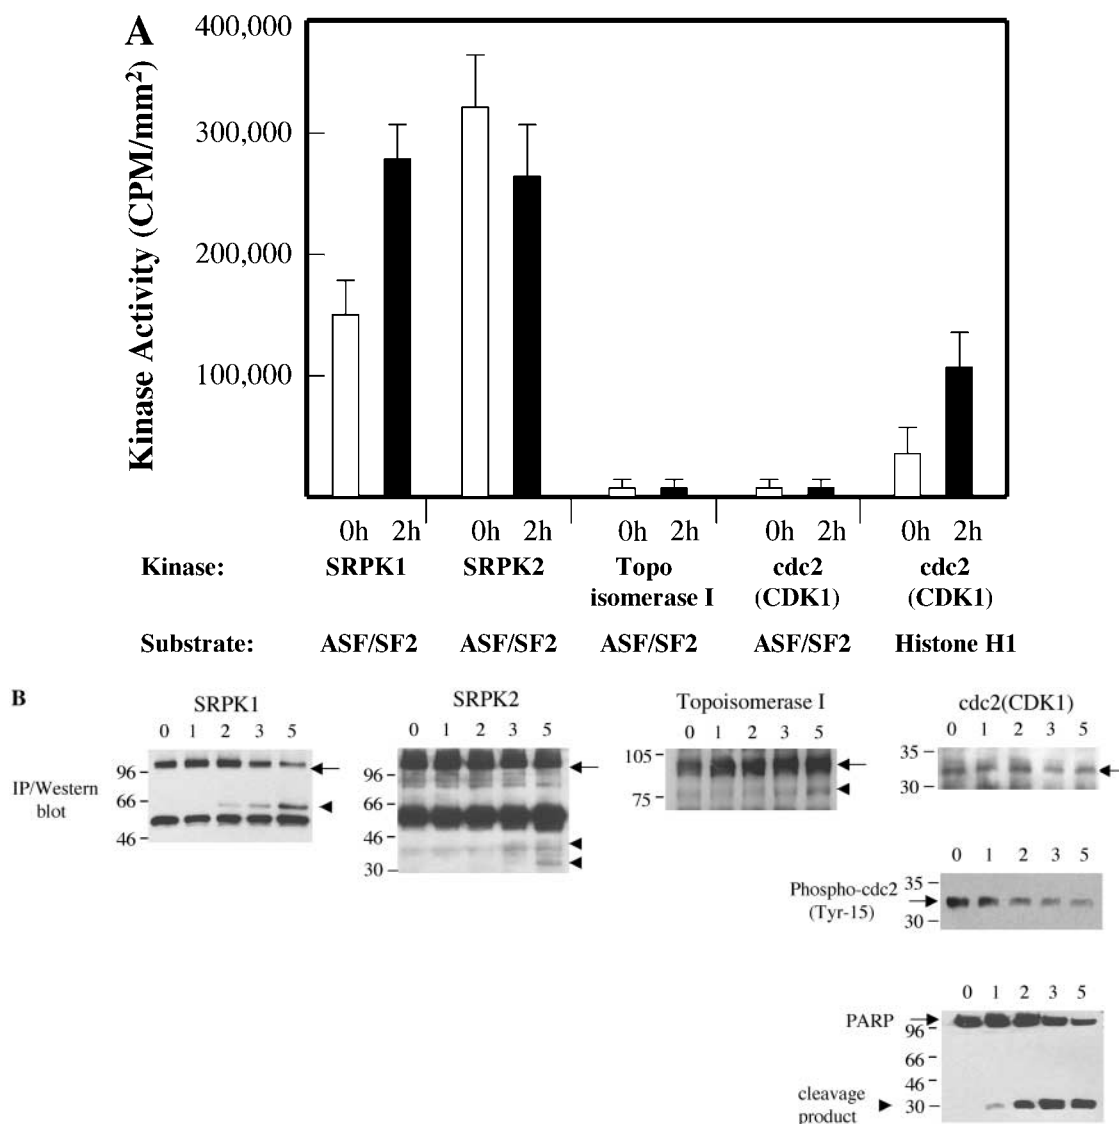 A
Kinase Activity (CPM/mm²)
400,000
300,000
200,000
100,000
0h 2h 0h 2h 0h 2h 0h 2h 0h 2h
Kinase: SRPK1 SRPK2 Topo isomerase I cdc2 (CDK1) cdc2 (CDK1)
Substrate: ASF/SF2 ASF/SF2 ASF/SF2 ASF/SF2 Histone H1
B
SRPK1
0 1 2 3 5
IP/Western blot
96
66
46
SRPK2
0 1 2 3 5
96
66
46
30
Topoisomerase I
0 1 2 3 5
105
75
cdc2(CDK1)
0 1 2 3 5
35
30
0 1 2 3 5
Phospho-cdc2
(Tyr-15)
35
30
0 1 2 3 5
PARP
96
66
46
30
cleavage
product